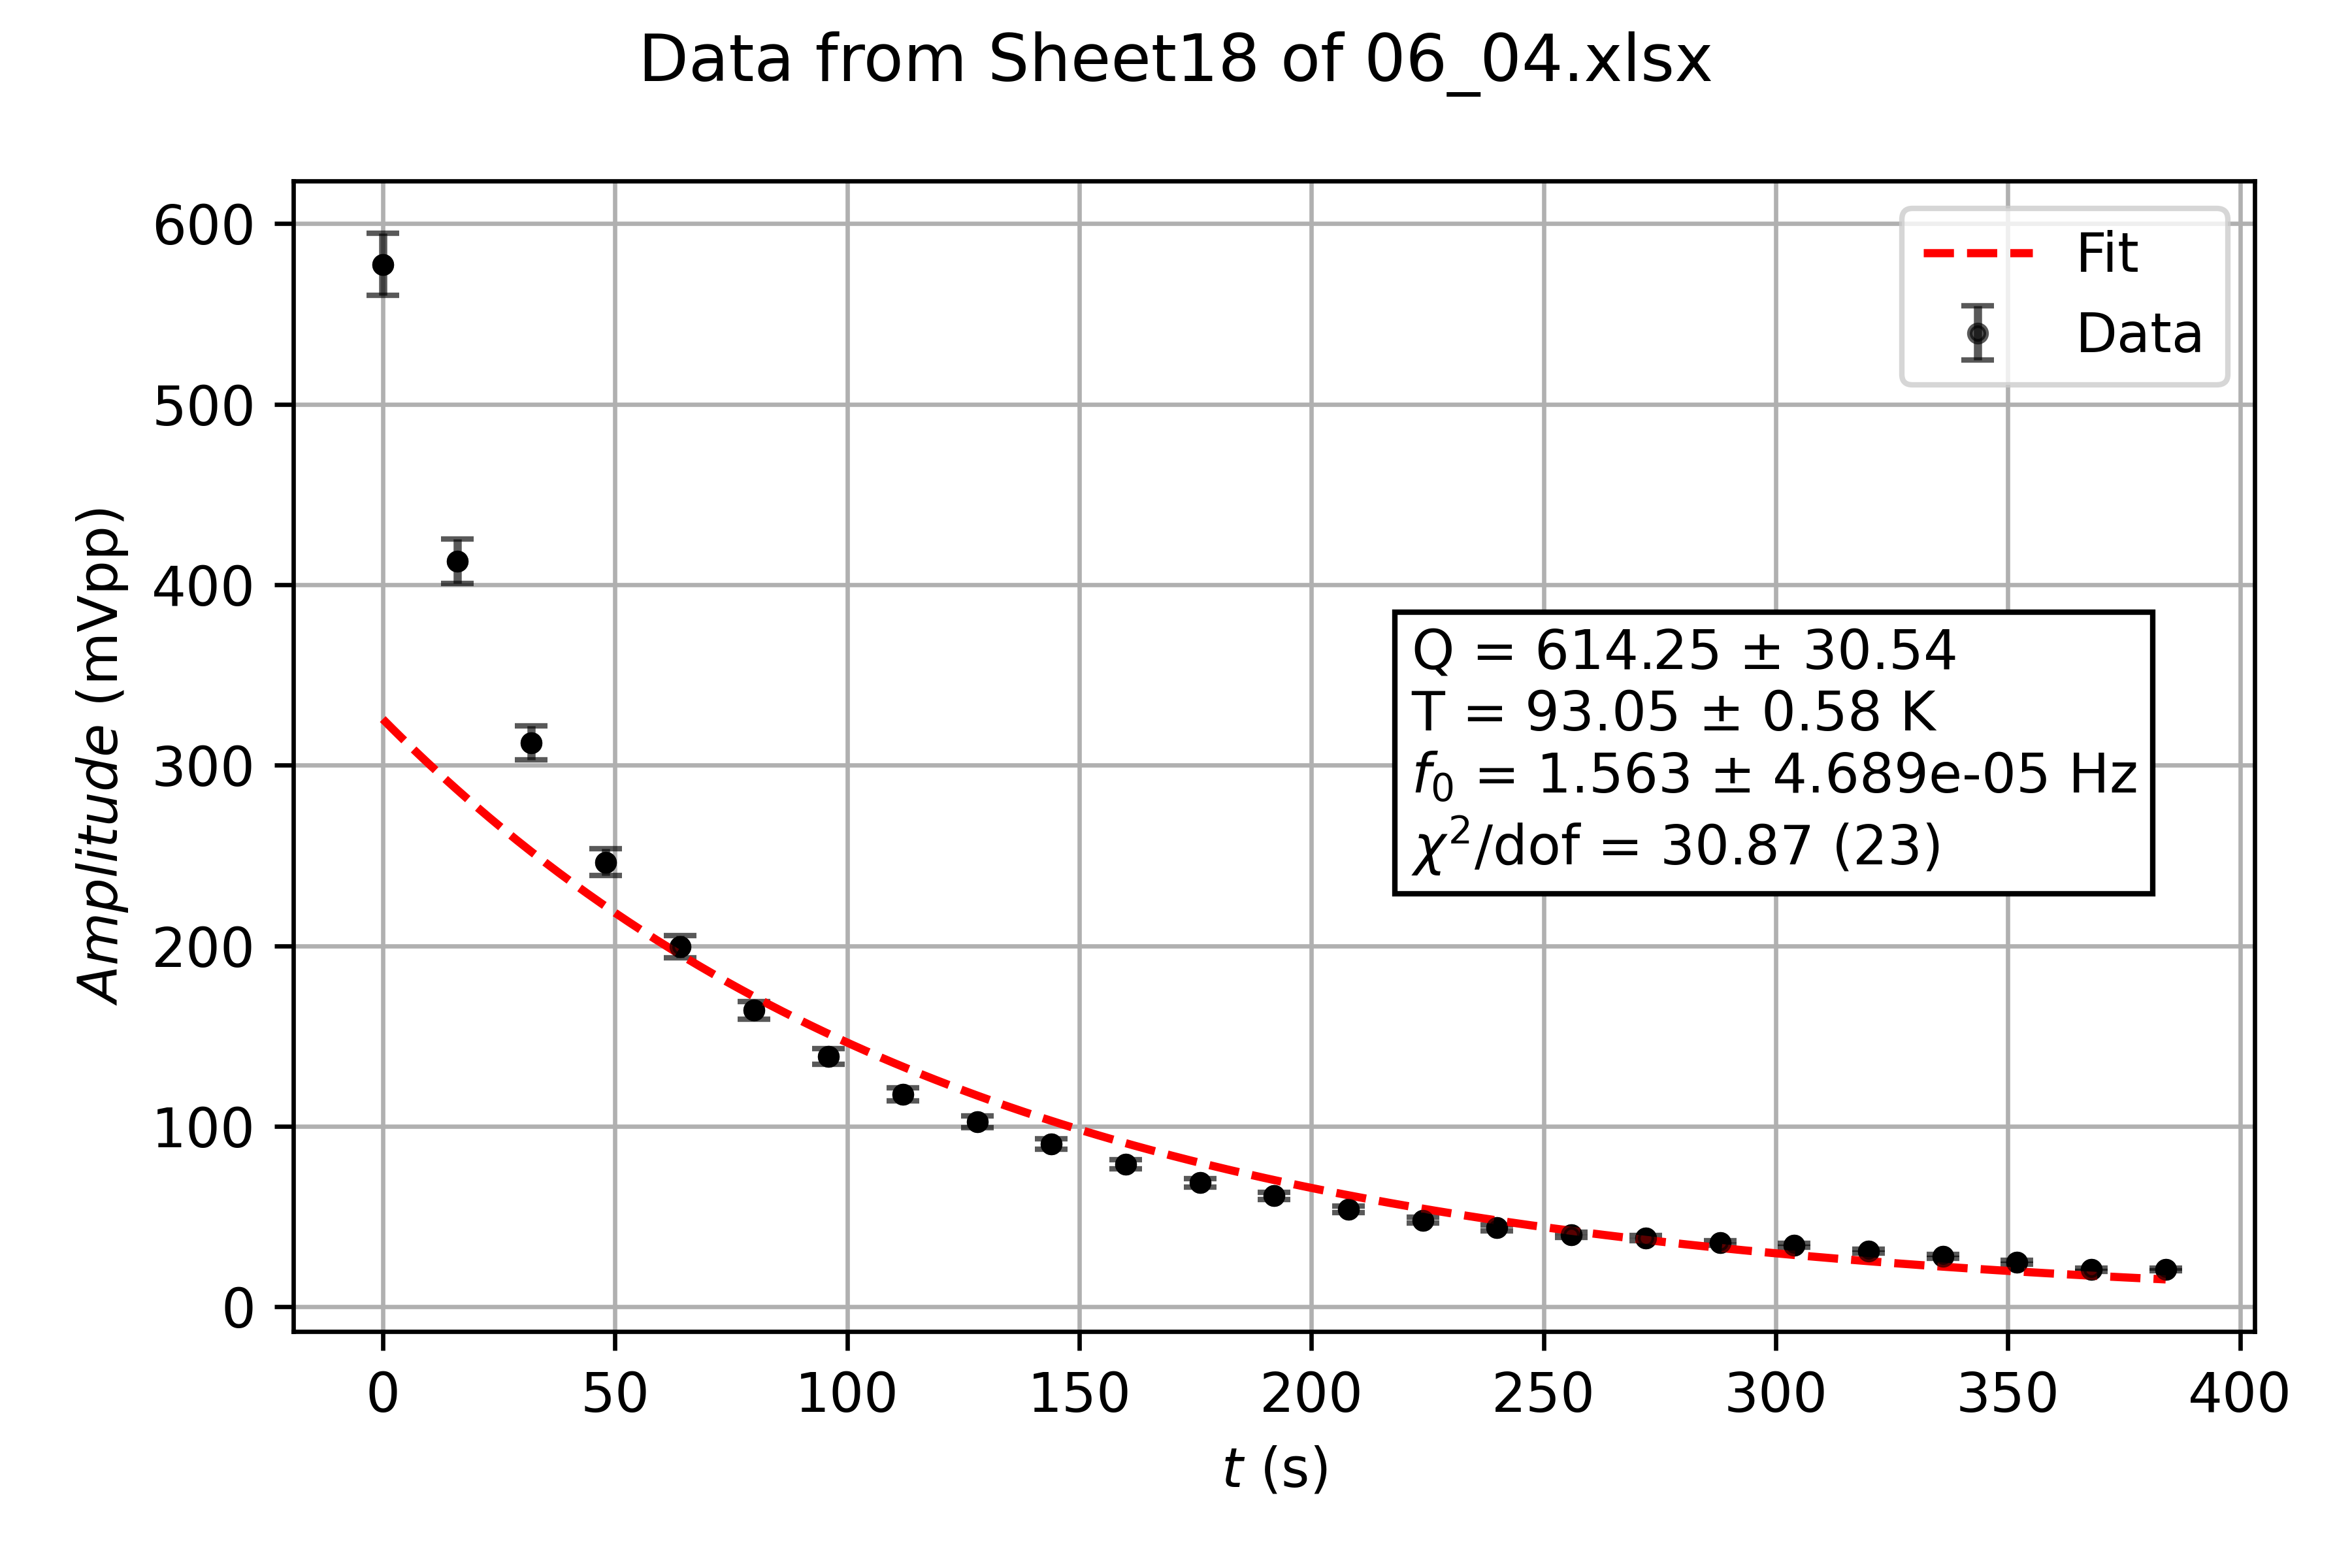 Data from Sheet18 of 06_04.xlsx
600
500
400
300
200
100
0
Amplitude (mVpp)
Fit
Data
Q = 614.25 ± 30.54
T = 93.05 ± 0.58 K
f₀ = 1.563 ± 4.689e-05 Hz
χ²/dof = 30.87 (23)
0 50 100 150 200 250 300 350 400
t (s)